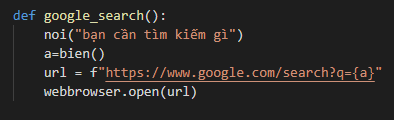 def google_search():
    noi("bạn cần tìm kiếm gì")
    a=bien()
    url = f"https://www.google.com/search?q={a}"
    webbrowser.open(url)